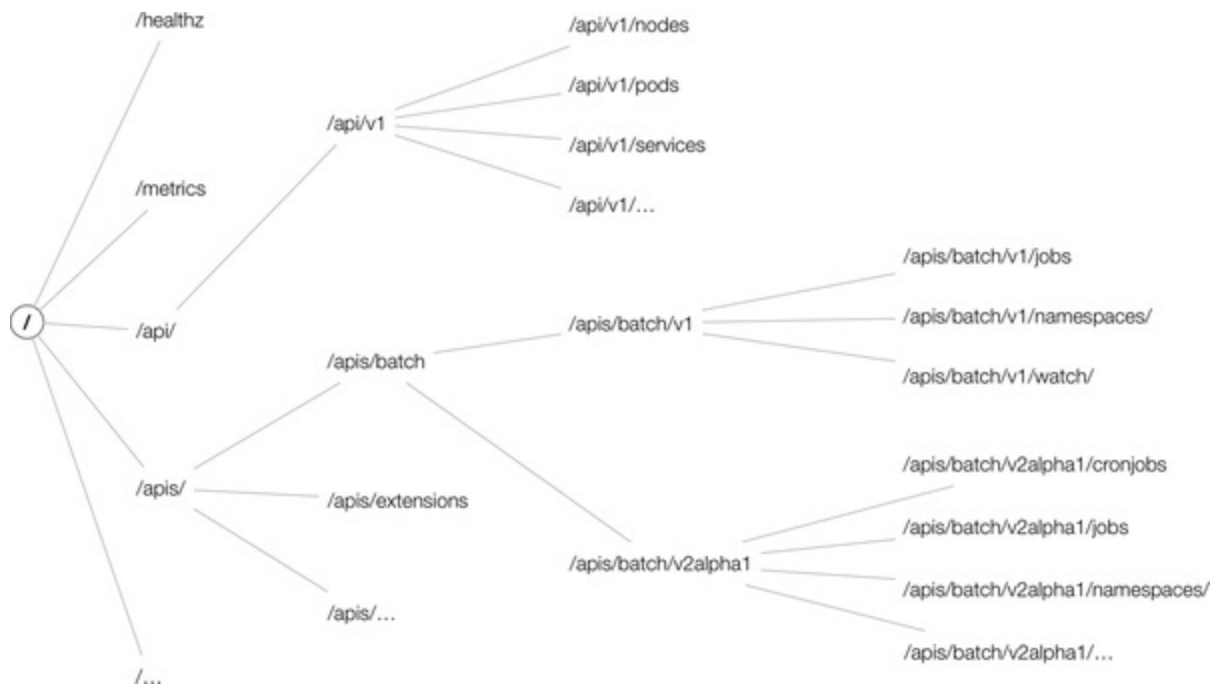 /healthz
/metrics
/
/api/
/apis/
/...
/api/v1
/apis/batch
/apis/extensions
/apis/...
/api/v1/nodes
/api/v1/pods
/api/v1/services
/api/v1/...
/apis/batch/v1
/apis/batch/v2alpha1
/apis/batch/v1/jobs
/apis/batch/v1/namespaces/
/apis/batch/v1/watch/
/apis/batch/v2alpha1/cronjobs
/apis/batch/v2alpha1/jobs
/apis/batch/v2alpha1/namespaces/
/apis/batch/v2alpha1/...